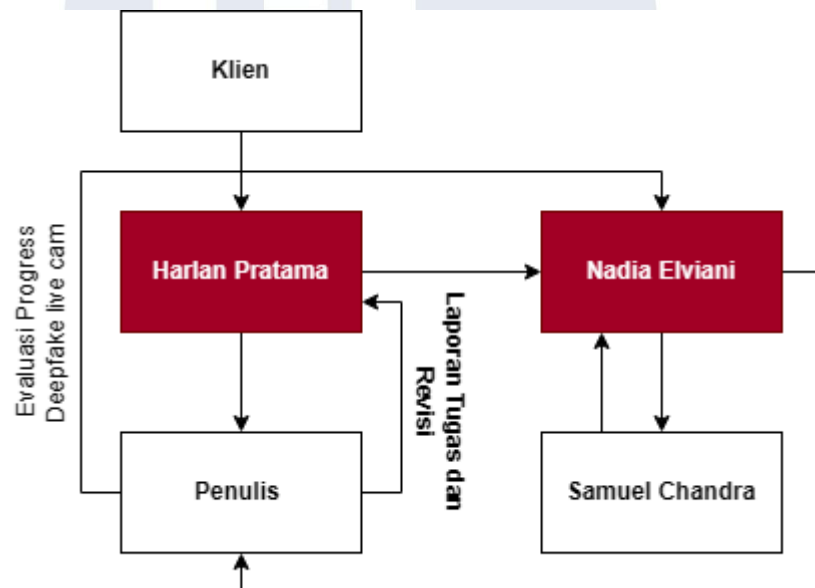 Klien
Harlan Pratama
Nadia Elviani
Evaluasi Progress
Deepfake live cam
Laporan Tugas dan
Revisi
Penulis
Samuel Chandra